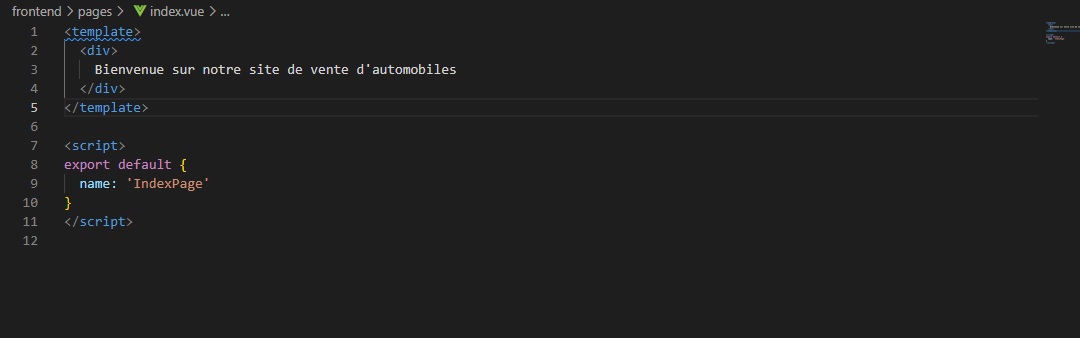 frontend > pages > index.vue > ...
1 <template>
2   <div>
3     Bienvenue sur notre site de vente d'automobiles
4   </div>
5 </template>
6
7 <script>
8 export default {
9   name: 'IndexPage'
10 }
11 </script>
12